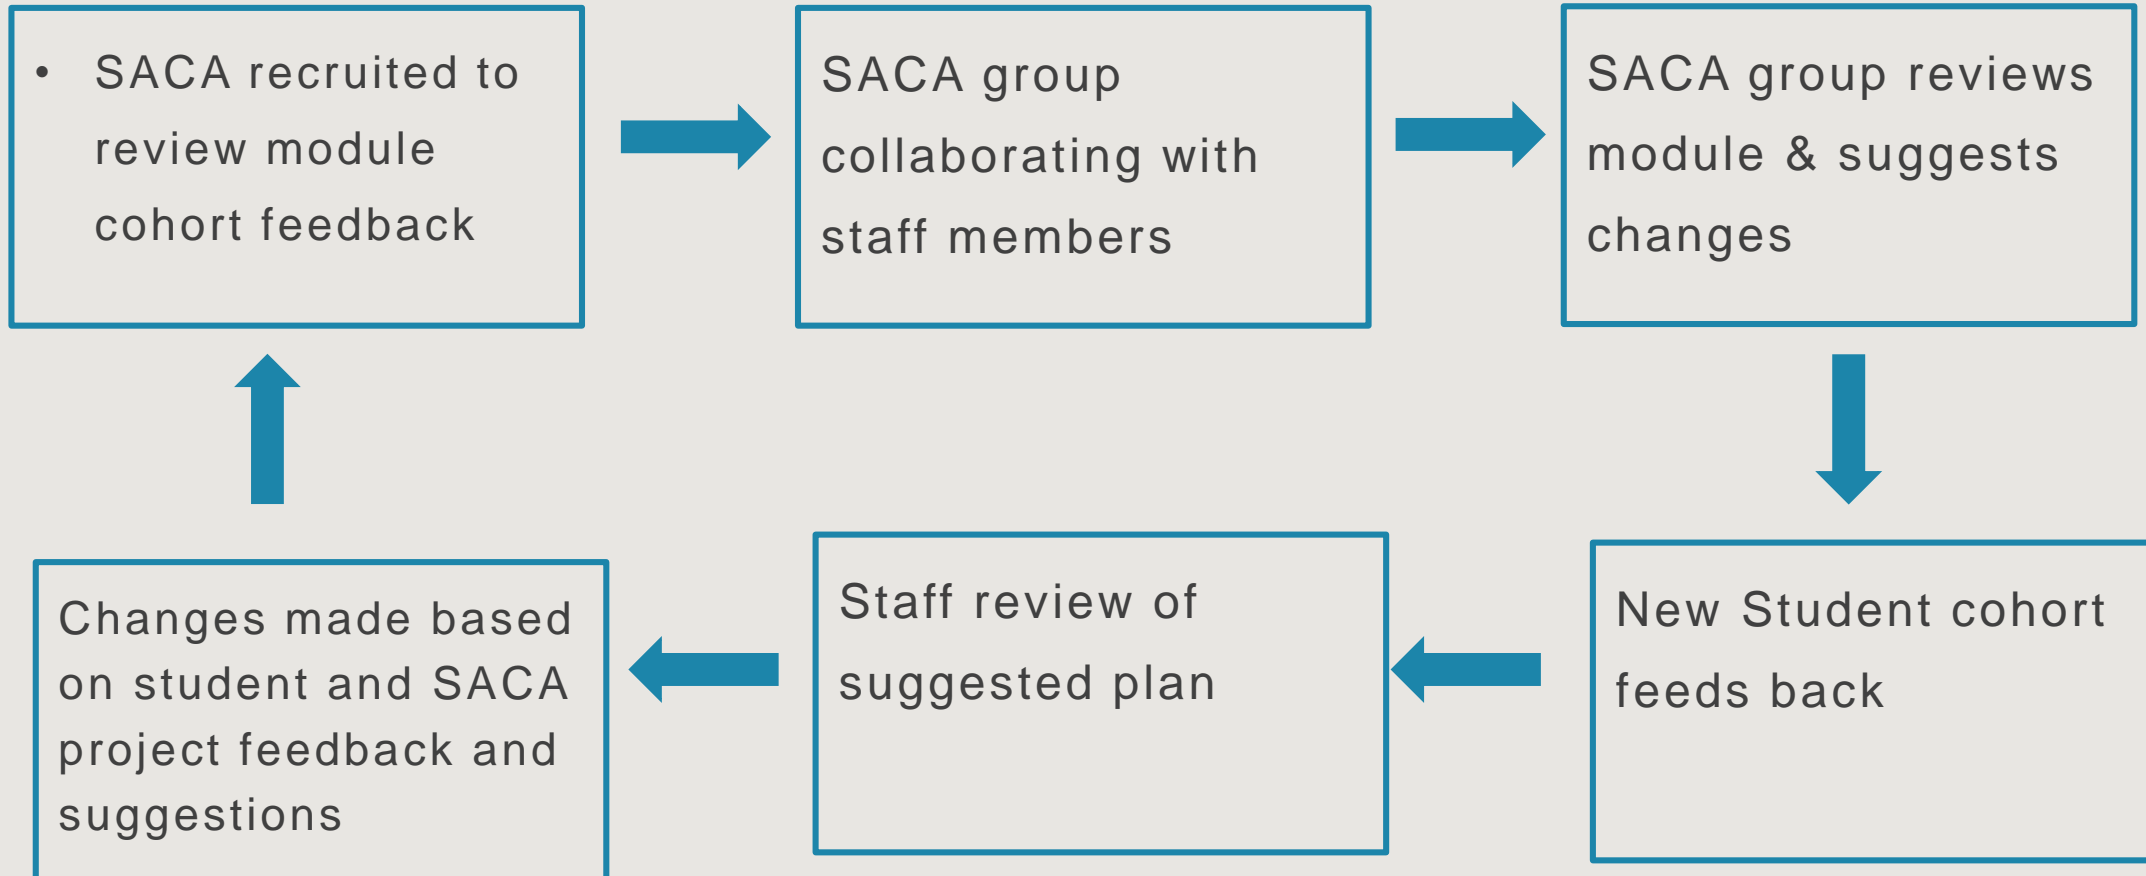 • SACA recruited to
review module
cohort feedback
SACA group
collaborating with
staff members
SACA group reviews
module & suggests
changes
New Student cohort
feeds back
Staff review of
suggested plan
Changes made based
on student and SACA
project feedback and
suggestions